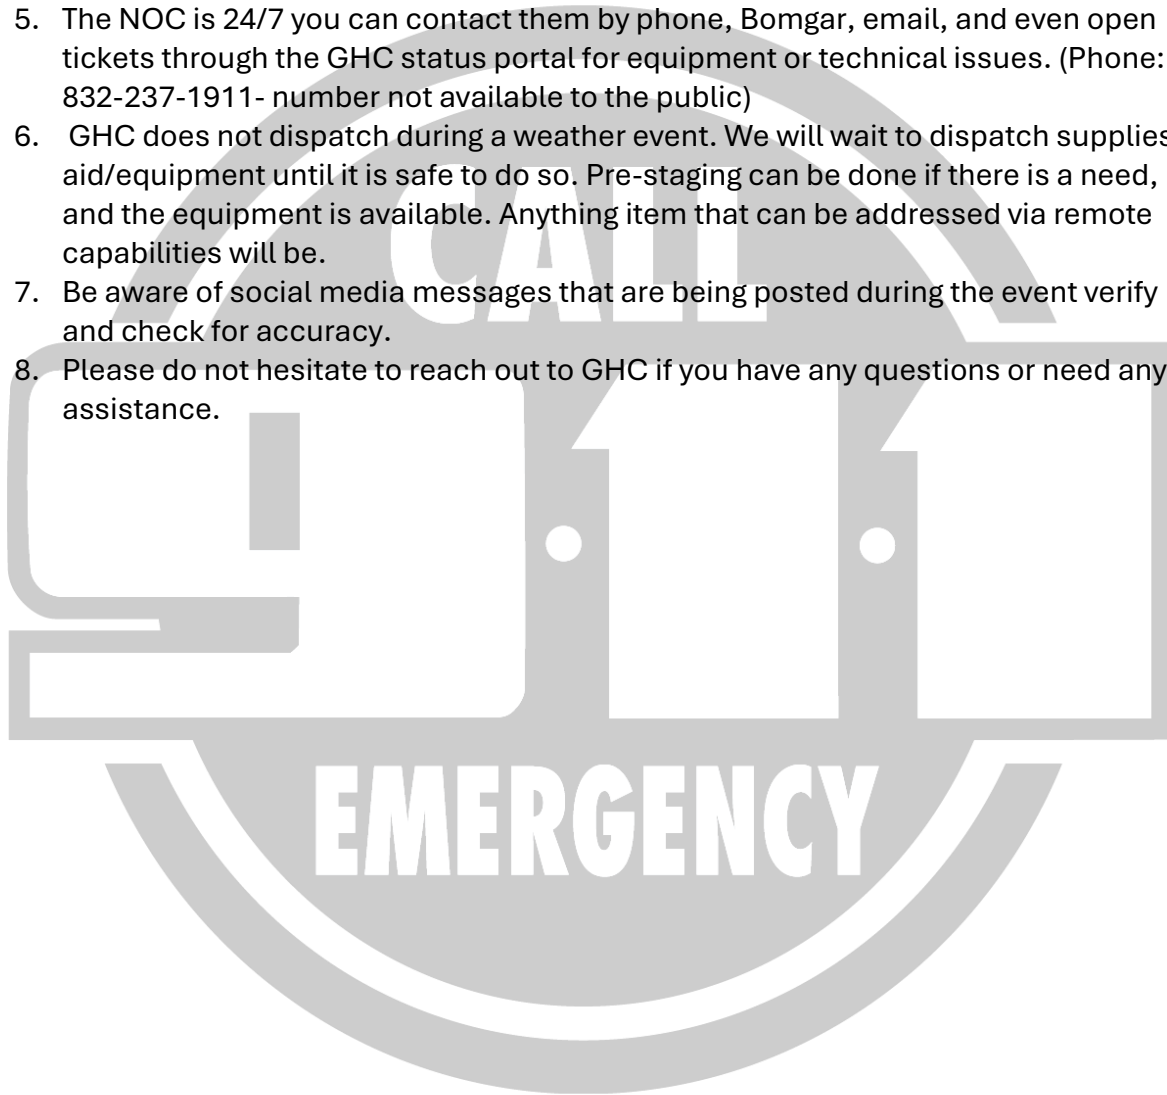 5. The NOC is 24/7 you can contact them by phone, Bomgar, email, and even open
tickets through the GHC status portal for equipment or technical issues. (Phone:
832-237-1911- number not available to the public)
6. GHC does not dispatch during a weather event. We will wait to dispatch supplies
aid/equipment until it is safe to do so. Pre-staging can be done if there is a need,
and the equipment is available. Anything item that can be addressed via remote
capabilities will be.
7. Be aware of social media messages that are being posted during the event verify
and check for accuracy.
8. Please do not hesitate to reach out to GHC if you have any questions or need any
assistance.
CALL
9·1·1
EMERGENCY